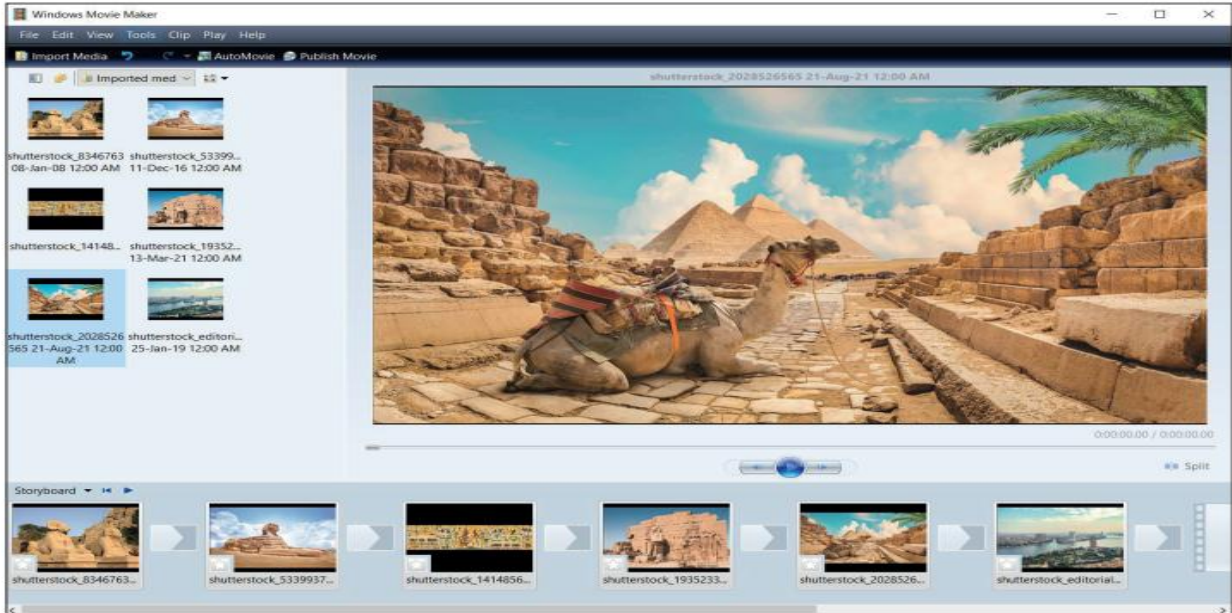 Windows Movie Maker
File Edit View Tools Clip Play Help
Import Media AutoMovie Publish Movie
Imported med
shutterstock_2028526565 21-Aug-21 12:00 AM
shutterstock_8346763 shutterstock_53399...
08-Jan-08 12:00 AM 11-Dec-16 12:00 AM
shutterstock_14148... shutterstock_19352...
13-Mar-21 12:00 AM
shutterstock_2028526 shutterstock_editori...
565 21-Aug-21 12:00 25-Jan-19 12:00 AM
AM
0:00:00.00 / 0:00:00.00
Split
Storyboard
shutterstock_8346763... shutterstock_5339937... shutterstock_1414856... shutterstock_1935233... shutterstock_2028526... shutterstock_editorial...